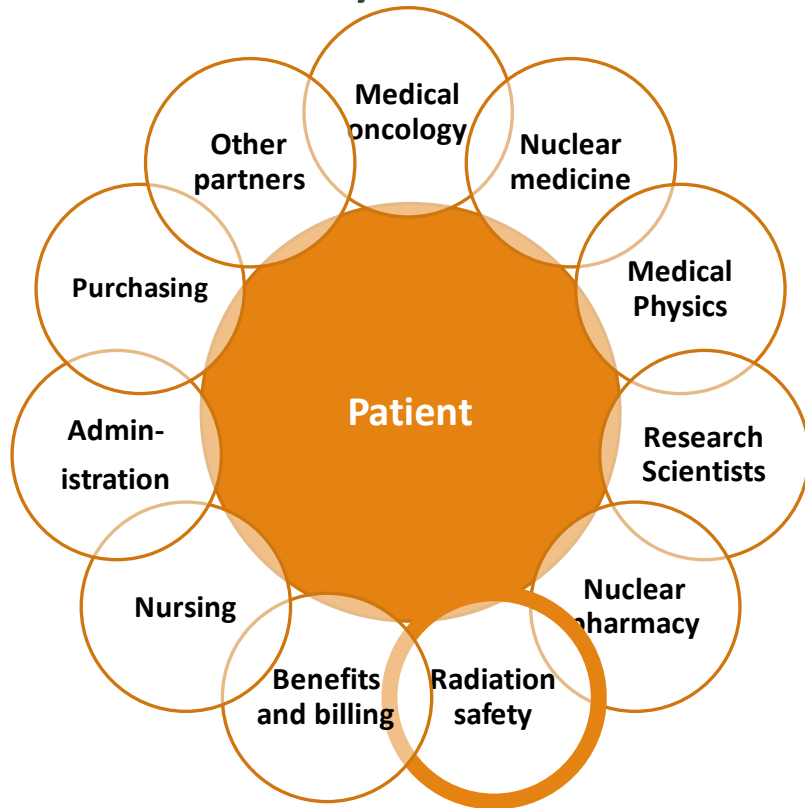 Medical
oncology
Nuclear
medicine
Medical
Physics
Research
Scientists
Nuclear
pharmacy
Radiation
safety
Benefits
and billing
Nursing
Admin-
istration
Purchasing
Other
partners
Patient